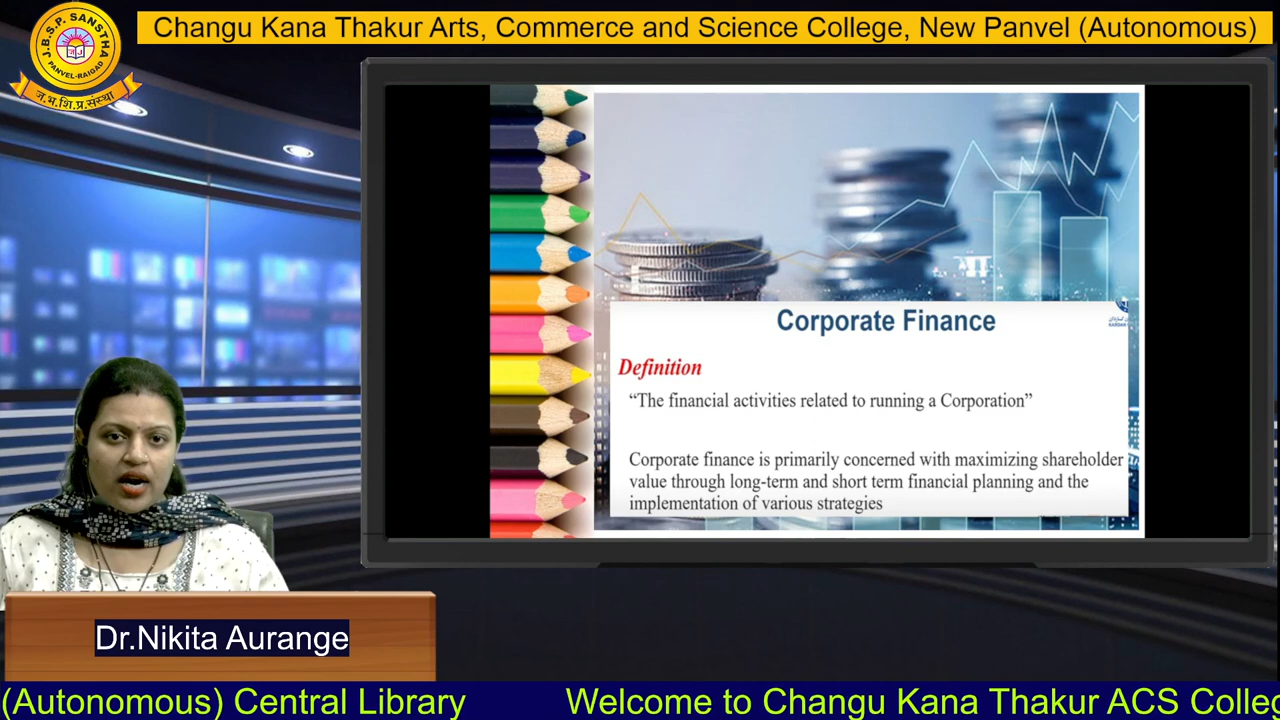 Changu Kana Thakur Arts, Commerce and Science College, New Panvel (Autonomous)
J.B.S.P. SANSTHA
PANVEL-RAIGAD
ज.भ.शि.प्र.संस्था
Corporate Finance
Definition
“The financial activities related to running a Corporation”
Corporate finance is primarily concerned with maximizing shareholder
value through long-term and short term financial planning and the
implementation of various strategies
Dr.Nikita Aurange
(Autonomous) Central Library Welcome to Changu Kana Thakur ACS Colleg